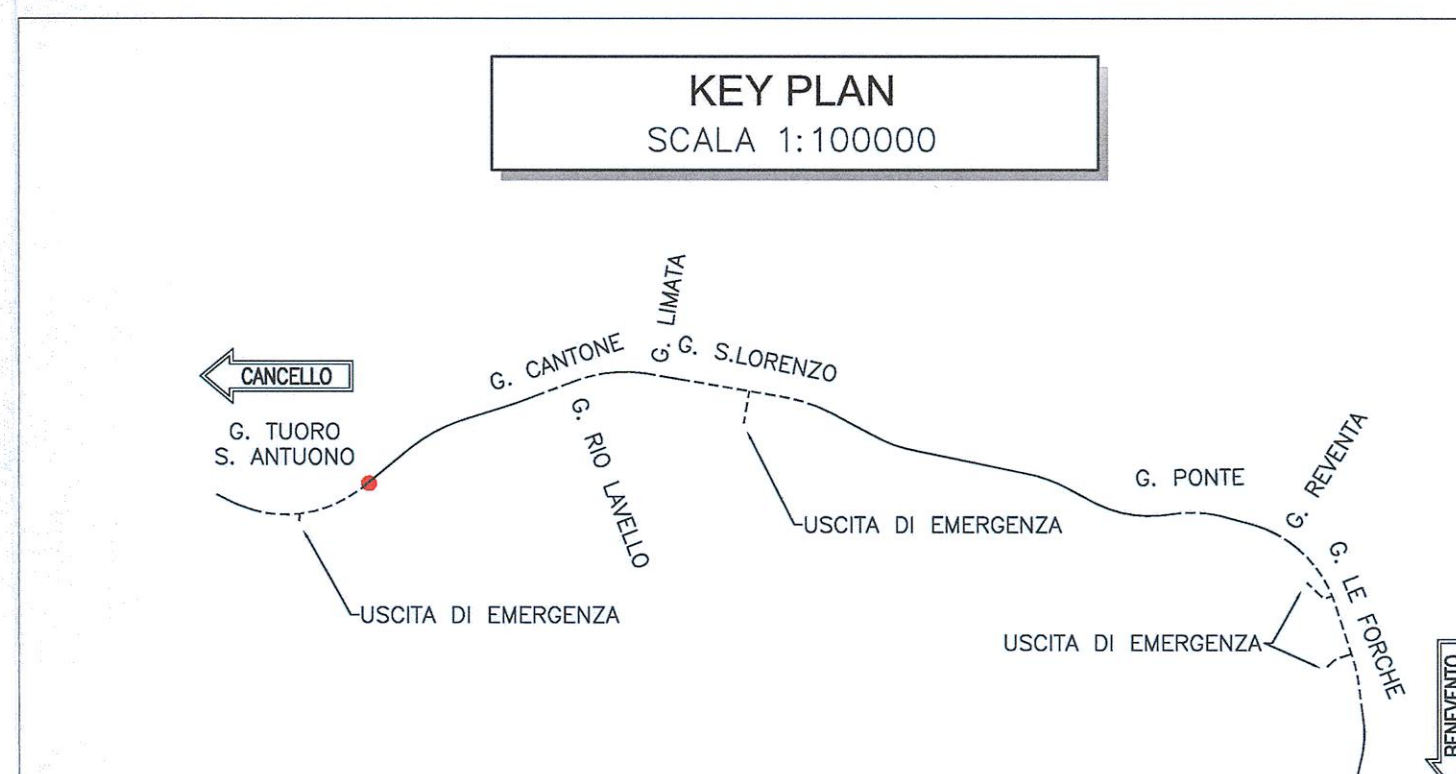 KEY PLAN
SCALA 1:100000
CANCELLO
G. TUORO
S. ANTUONO
G. CANTONE
G. LIMATA
G. S.LORENZO
G. RIO LAVELLO
USCITA DI EMERGENZA
USCITA DI EMERGENZA
G. PONTE
G. REVENTA
G. LE FORCHE
USCITA DI EMERGENZA
BENEVENTO